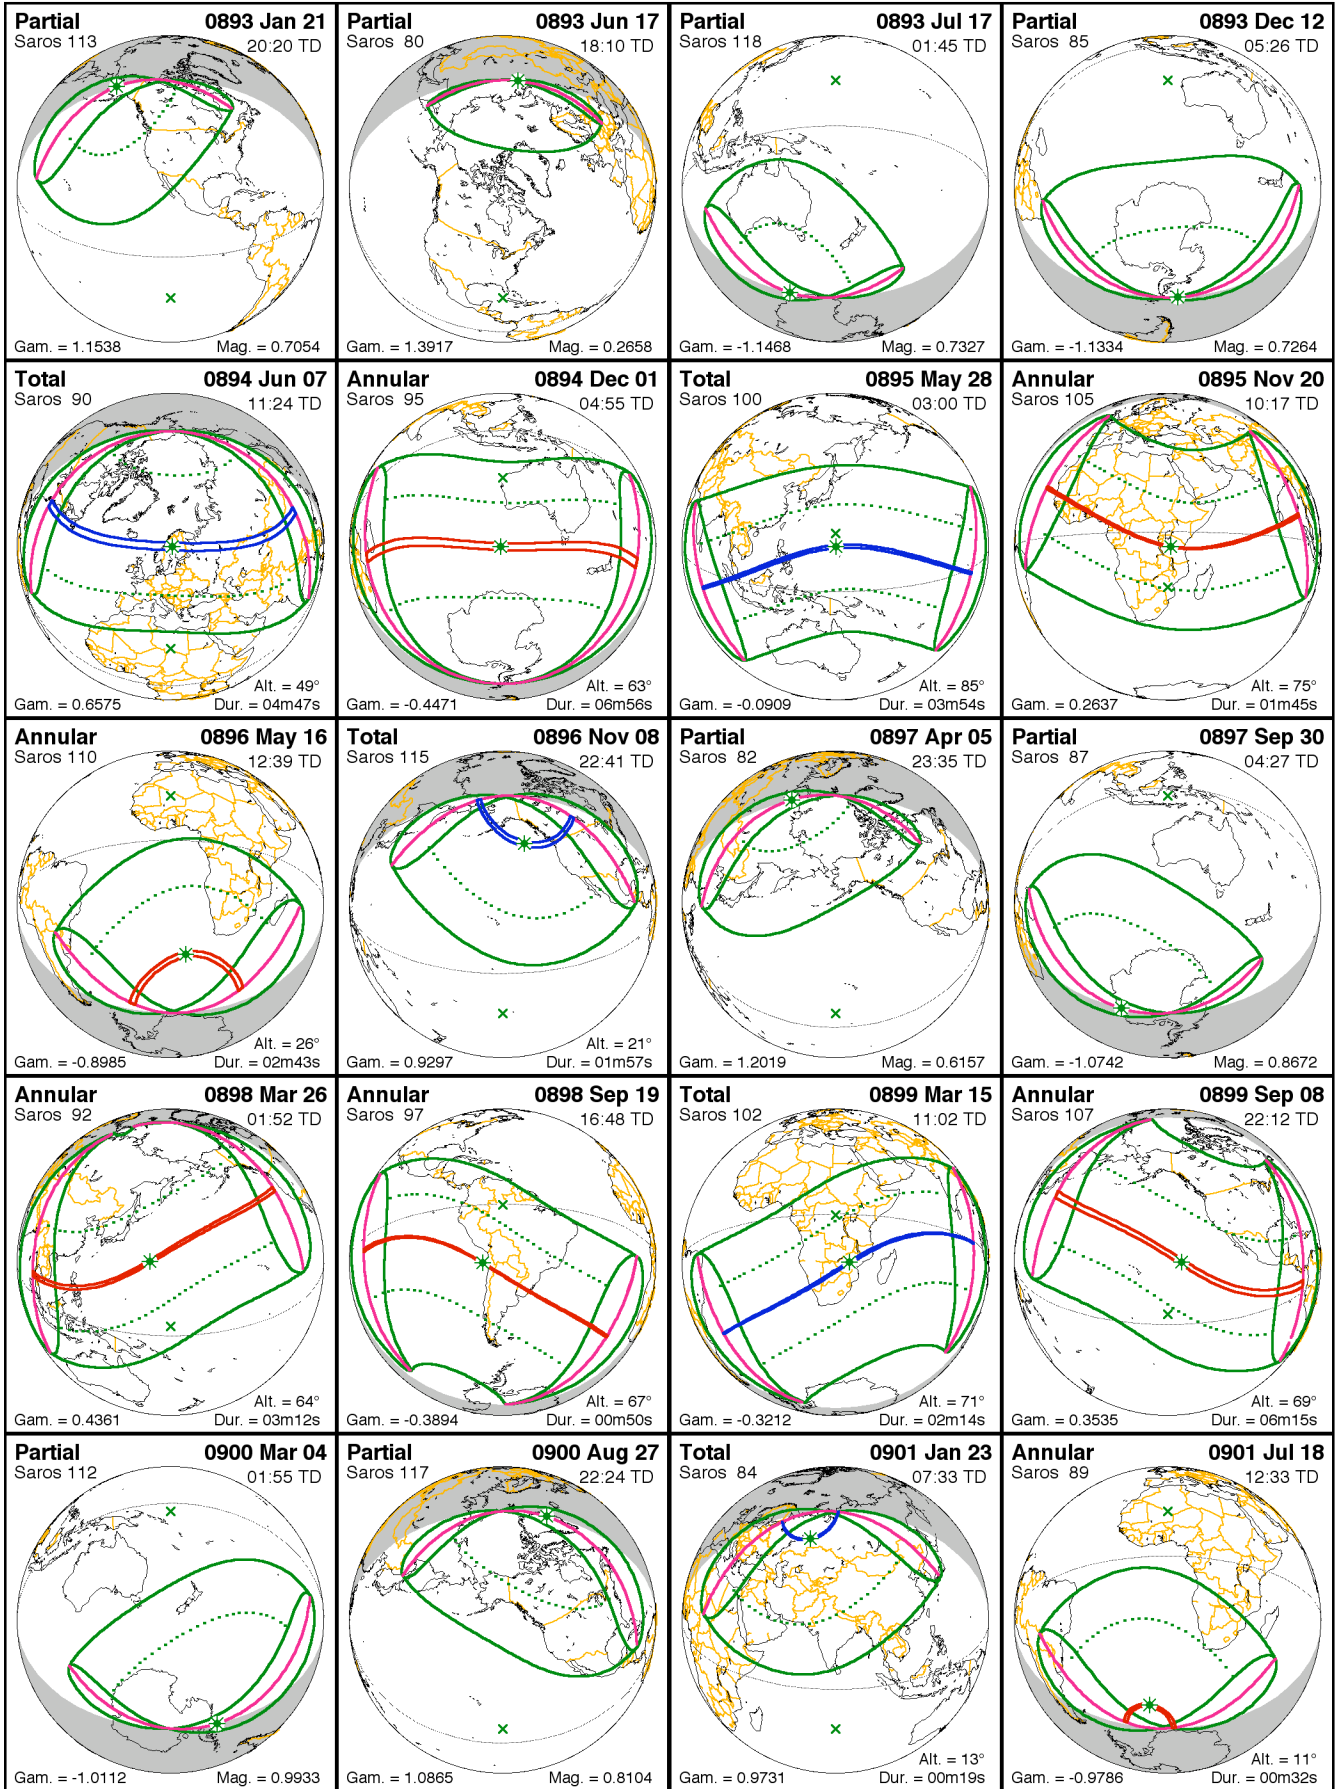 Partial 0893 Jan 21
Saros 113 20:20 TD
Gam. = 1.1538 Mag. = 0.7054
Partial 0893 Jun 17
Saros 80 18:10 TD
Gam. = 1.3917 Mag. = 0.2658
Partial 0893 Jul 17
Saros 118 01:45 TD
Gam. = -1.1468 Mag. = 0.7327
Partial 0893 Dec 12
Saros 85 05:26 TD
Gam. = -1.1334 Mag. = 0.7264
Total 0894 Jun 07
Saros 90 11:24 TD
Alt. = 49°
Gam. = 0.6575 Dur. = 04m47s
Annular 0894 Dec 01
Saros 95 04:55 TD
Alt. = 63°
Gam. = -0.4471 Dur. = 06m56s
Total 0895 May 28
Saros 100 03:00 TD
Alt. = 85°
Gam. = -0.0909 Dur. = 03m54s
Annular 0895 Nov 20
Saros 105 10:17 TD
Alt. = 75°
Gam. = 0.2637 Dur. = 01m45s
Annular 0896 May 16
Saros 110 12:39 TD
Alt. = 26°
Gam. = -0.8985 Dur. = 02m43s
Total 0896 Nov 08
Saros 115 22:41 TD
Alt. = 21°
Gam. = 0.9297 Dur. = 01m57s
Partial 0897 Apr 05
Saros 82 23:35 TD
Gam. = 1.2019 Mag. = 0.6157
Partial 0897 Sep 30
Saros 87 04:27 TD
Gam. = -1.0742 Mag. = 0.8672
Annular 0898 Mar 26
Saros 92 01:52 TD
Alt. = 64°
Gam. = 0.4361 Dur. = 03m12s
Annular 0898 Sep 19
Saros 97 16:48 TD
Alt. = 67°
Gam. = -0.3894 Dur. = 00m50s
Total 0899 Mar 15
Saros 102 11:02 TD
Alt. = 71°
Gam. = -0.3212 Dur. = 02m14s
Annular 0899 Sep 08
Saros 107 22:12 TD
Alt. = 69°
Gam. = 0.3535 Dur. = 06m15s
Partial 0900 Mar 04
Saros 112 01:55 TD
Gam. = -1.0112 Mag. = 0.9933
Partial 0900 Aug 27
Saros 117 22:24 TD
Gam. = 1.0865 Mag. = 0.8104
Total 0901 Jan 23
Saros 84 07:33 TD
Alt. = 13°
Gam. = 0.9731 Dur. = 00m19s
Annular 0901 Jul 18
Saros 89 12:33 TD
Alt. = 11°
Gam. = -0.9786 Dur. = 00m32s